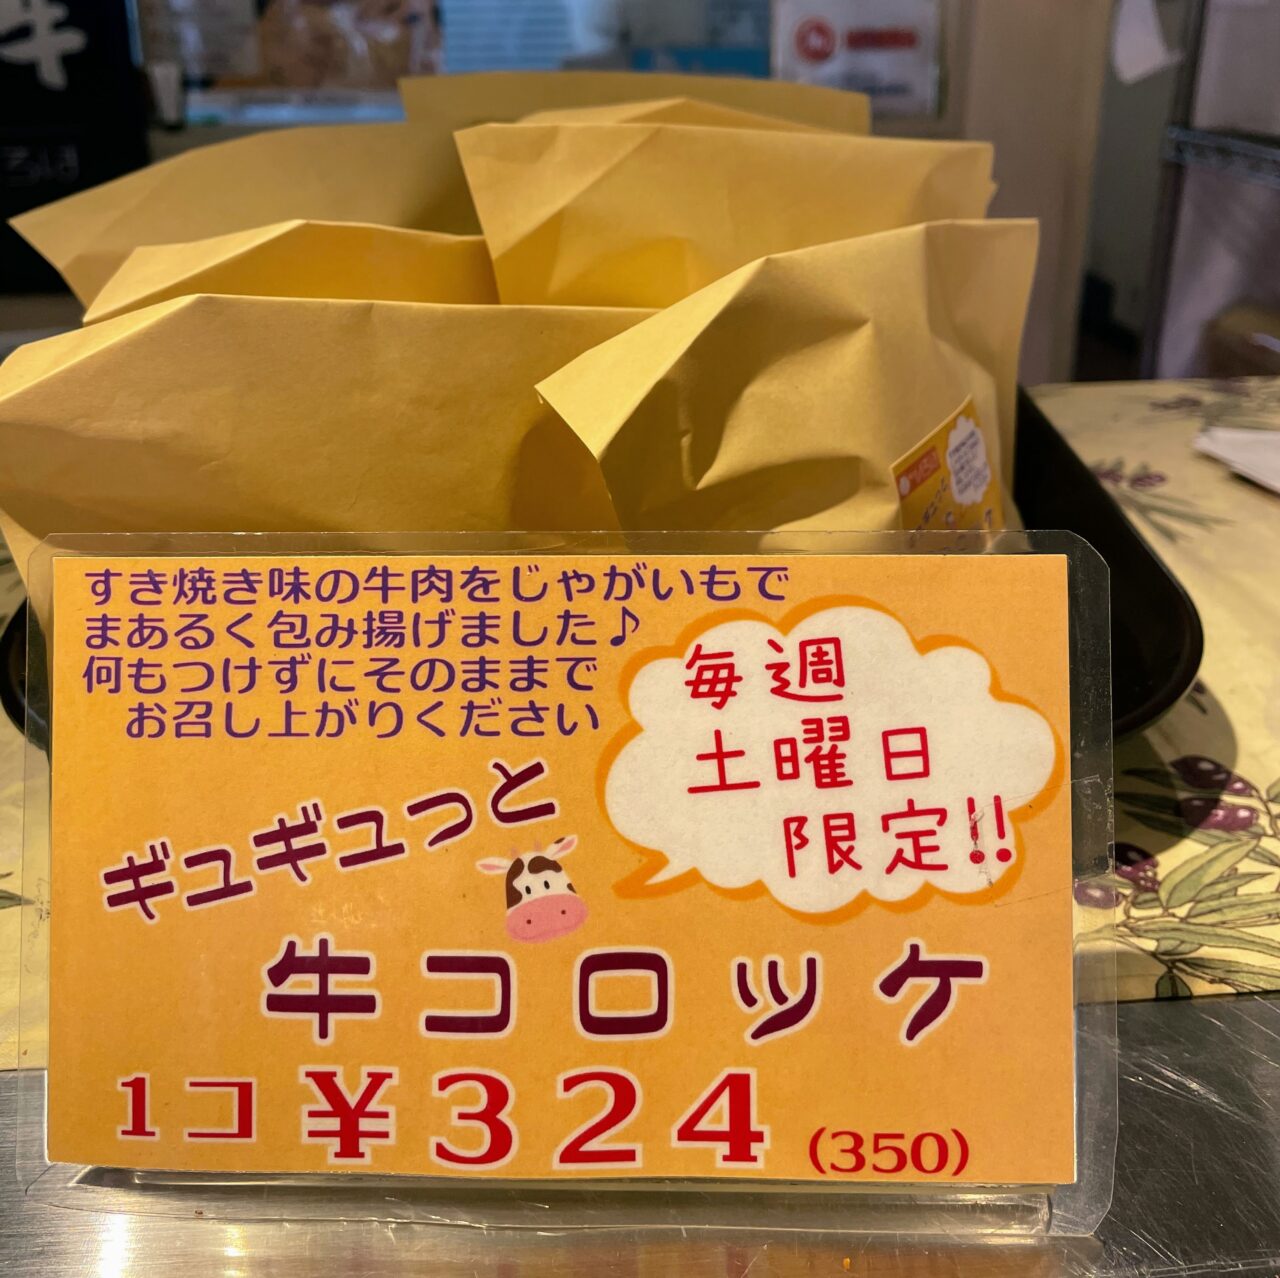 すき焼き味の牛肉をじゃがいもで
まあるく包み揚げました♪
何もつけずにそのままで
お召し上がりください
毎週
土曜日
限定!!
ギュギュっと
牛コロッケ
1コ ¥324 (350)